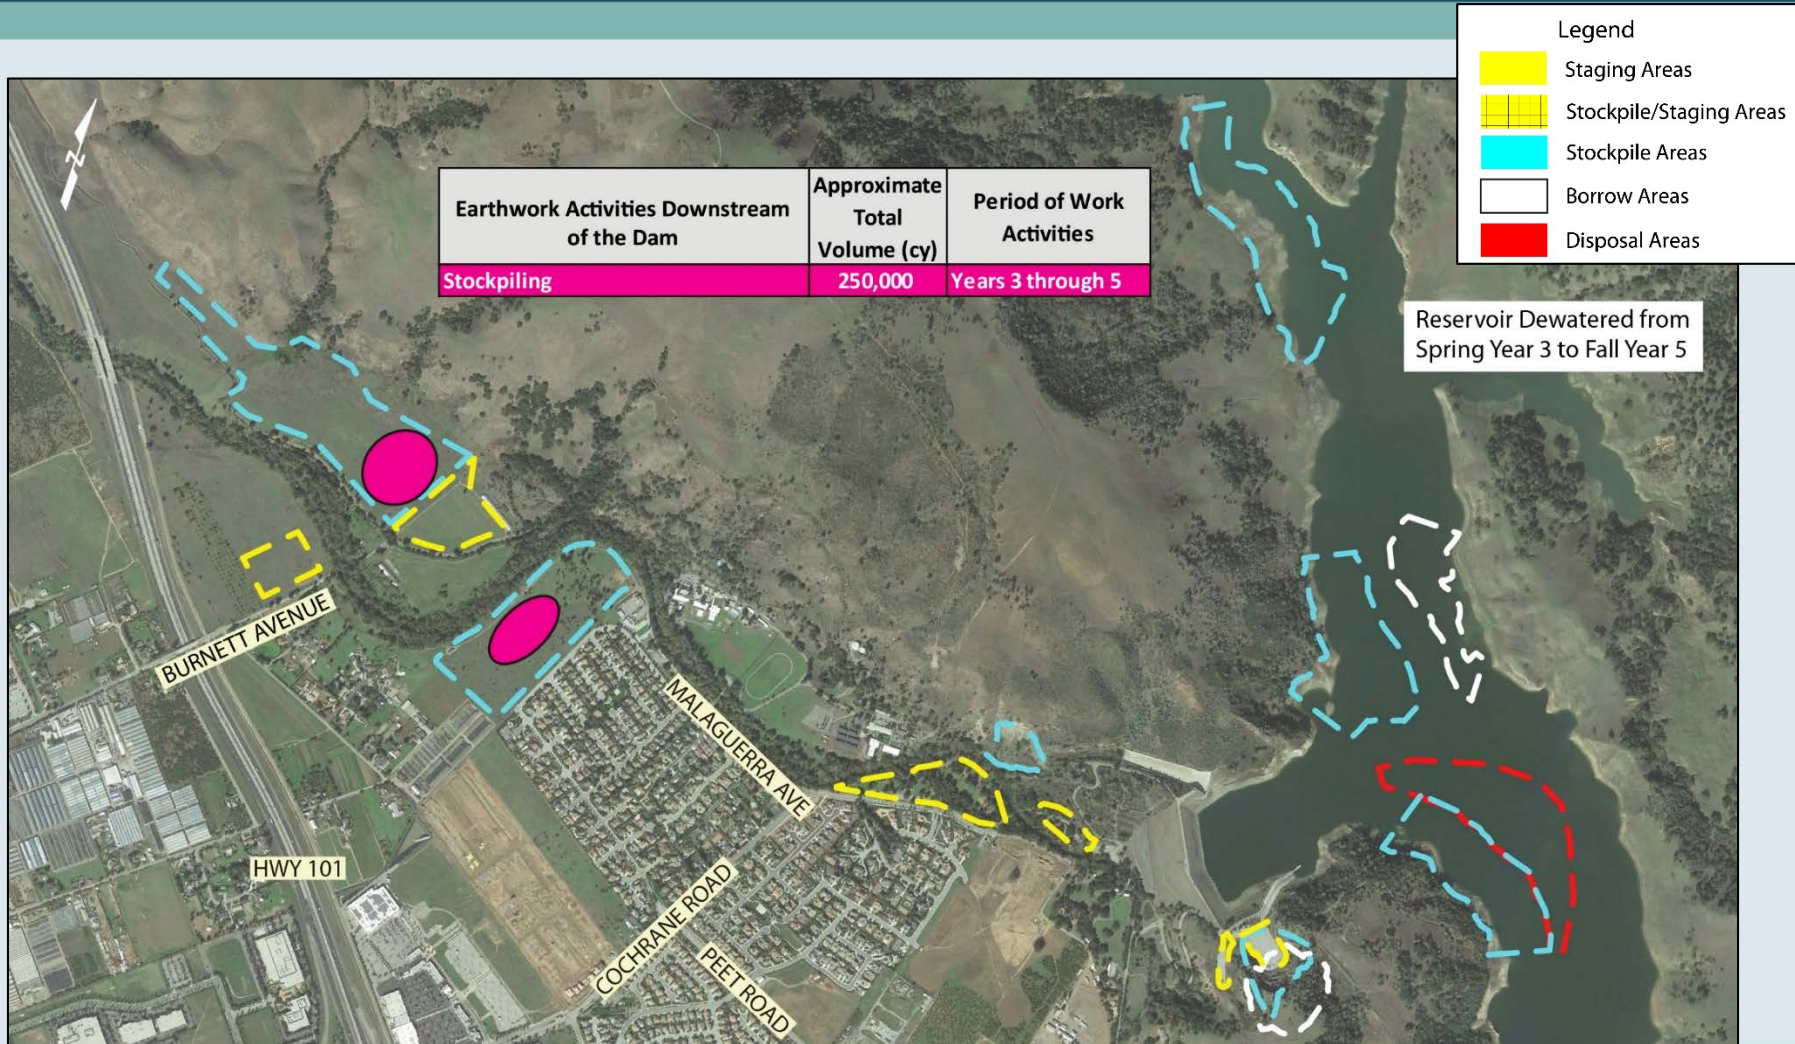 Legend
Staging Areas
Stockpile/Staging Areas
Stockpile Areas
Borrow Areas
Disposal Areas
N
Earthwork Activities Downstream
of the Dam
Approximate
Total
Volume (cy)
Period of Work
Activities
Stockpiling
250,000
Years 3 through 5
Reservoir Dewatered from
Spring Year 3 to Fall Year 5
BURNETT AVENUE
MALAGUERRA AVE
HWY 101
COCHRANE ROAD
PEET ROAD